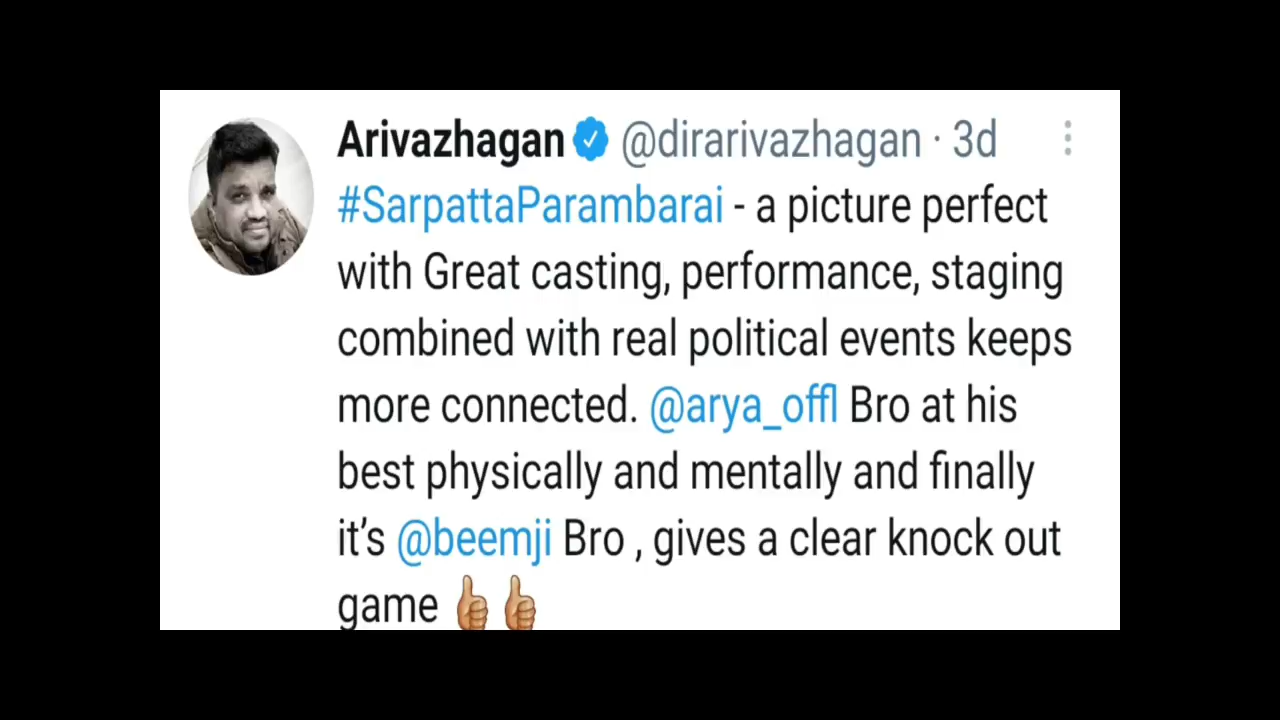 Arivazhagan @dirarivazhagan · 3d
#SarpattaParambarai - a picture perfect
with Great casting, performance, staging
combined with real political events keeps
more connected. @arya_offl Bro at his
best physically and mentally and finally
it’s @beemji Bro , gives a clear knock out
game 👍🏽👍🏽